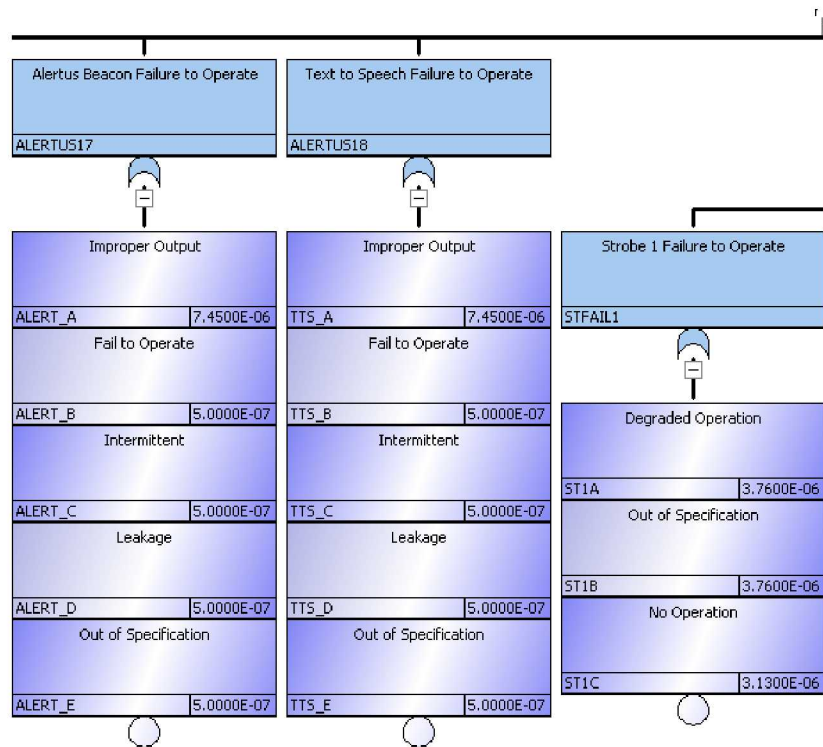 r
Alertus Beacon Failure to Operate
ALERTUS17
Text to Speech Failure to Operate
ALERTUS18
Improper Output
ALERT_A 7.4500E-06
Fail to Operate
ALERT_B 5.0000E-07
Intermittent
ALERT_C 5.0000E-07
Leakage
ALERT_D 5.0000E-07
Out of Specification
ALERT_E 5.0000E-07
Improper Output
TTS_A 7.4500E-06
Fail to Operate
TTS_B 5.0000E-07
Intermittent
TTS_C 5.0000E-07
Leakage
TTS_D 5.0000E-07
Out of Specification
TTS_E 5.0000E-07
Strobe 1 Failure to Operate
STFAIL1
Degraded Operation
ST1A 3.7600E-06
Out of Specification
ST1B 3.7600E-06
No Operation
ST1C 3.1300E-06